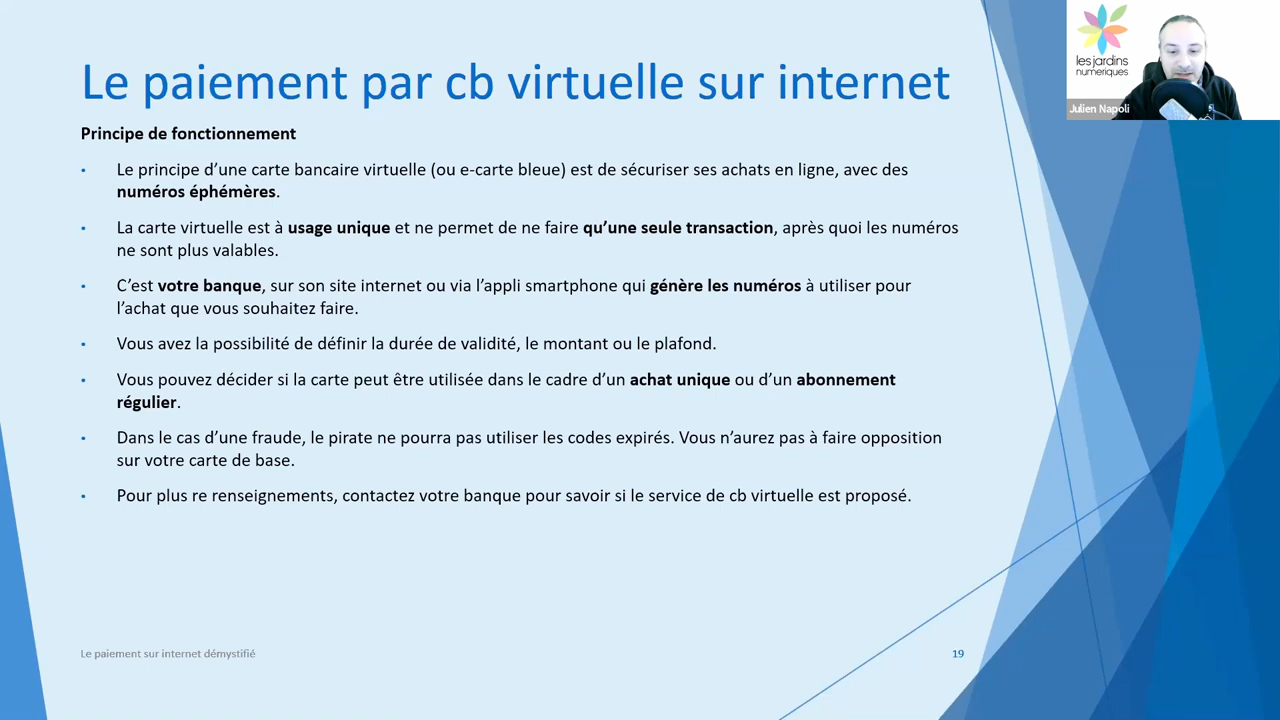 les jardins
numeriques
Julien Napoli
Le paiement par cb virtuelle sur internet
Principe de fonctionnement
• Le principe d’une carte bancaire virtuelle (ou e-carte bleue) est de sécuriser ses achats en ligne, avec des
numéros éphémères.
• La carte virtuelle est à usage unique et ne permet de ne faire qu’une seule transaction, après quoi les numéros
ne sont plus valables.
• C’est votre banque, sur son site internet ou via l’appli smartphone qui génère les numéros à utiliser pour
l’achat que vous souhaitez faire.
• Vous avez la possibilité de définir la durée de validité, le montant ou le plafond.
• Vous pouvez décider si la carte peut être utilisée dans le cadre d’un achat unique ou d’un abonnement
régulier.
• Dans le cas d’une fraude, le pirate ne pourra pas utiliser les codes expirés. Vous n’aurez pas à faire opposition
sur votre carte de base.
• Pour plus re renseignements, contactez votre banque pour savoir si le service de cb virtuelle est proposé.
Le paiement sur internet démystifié
19